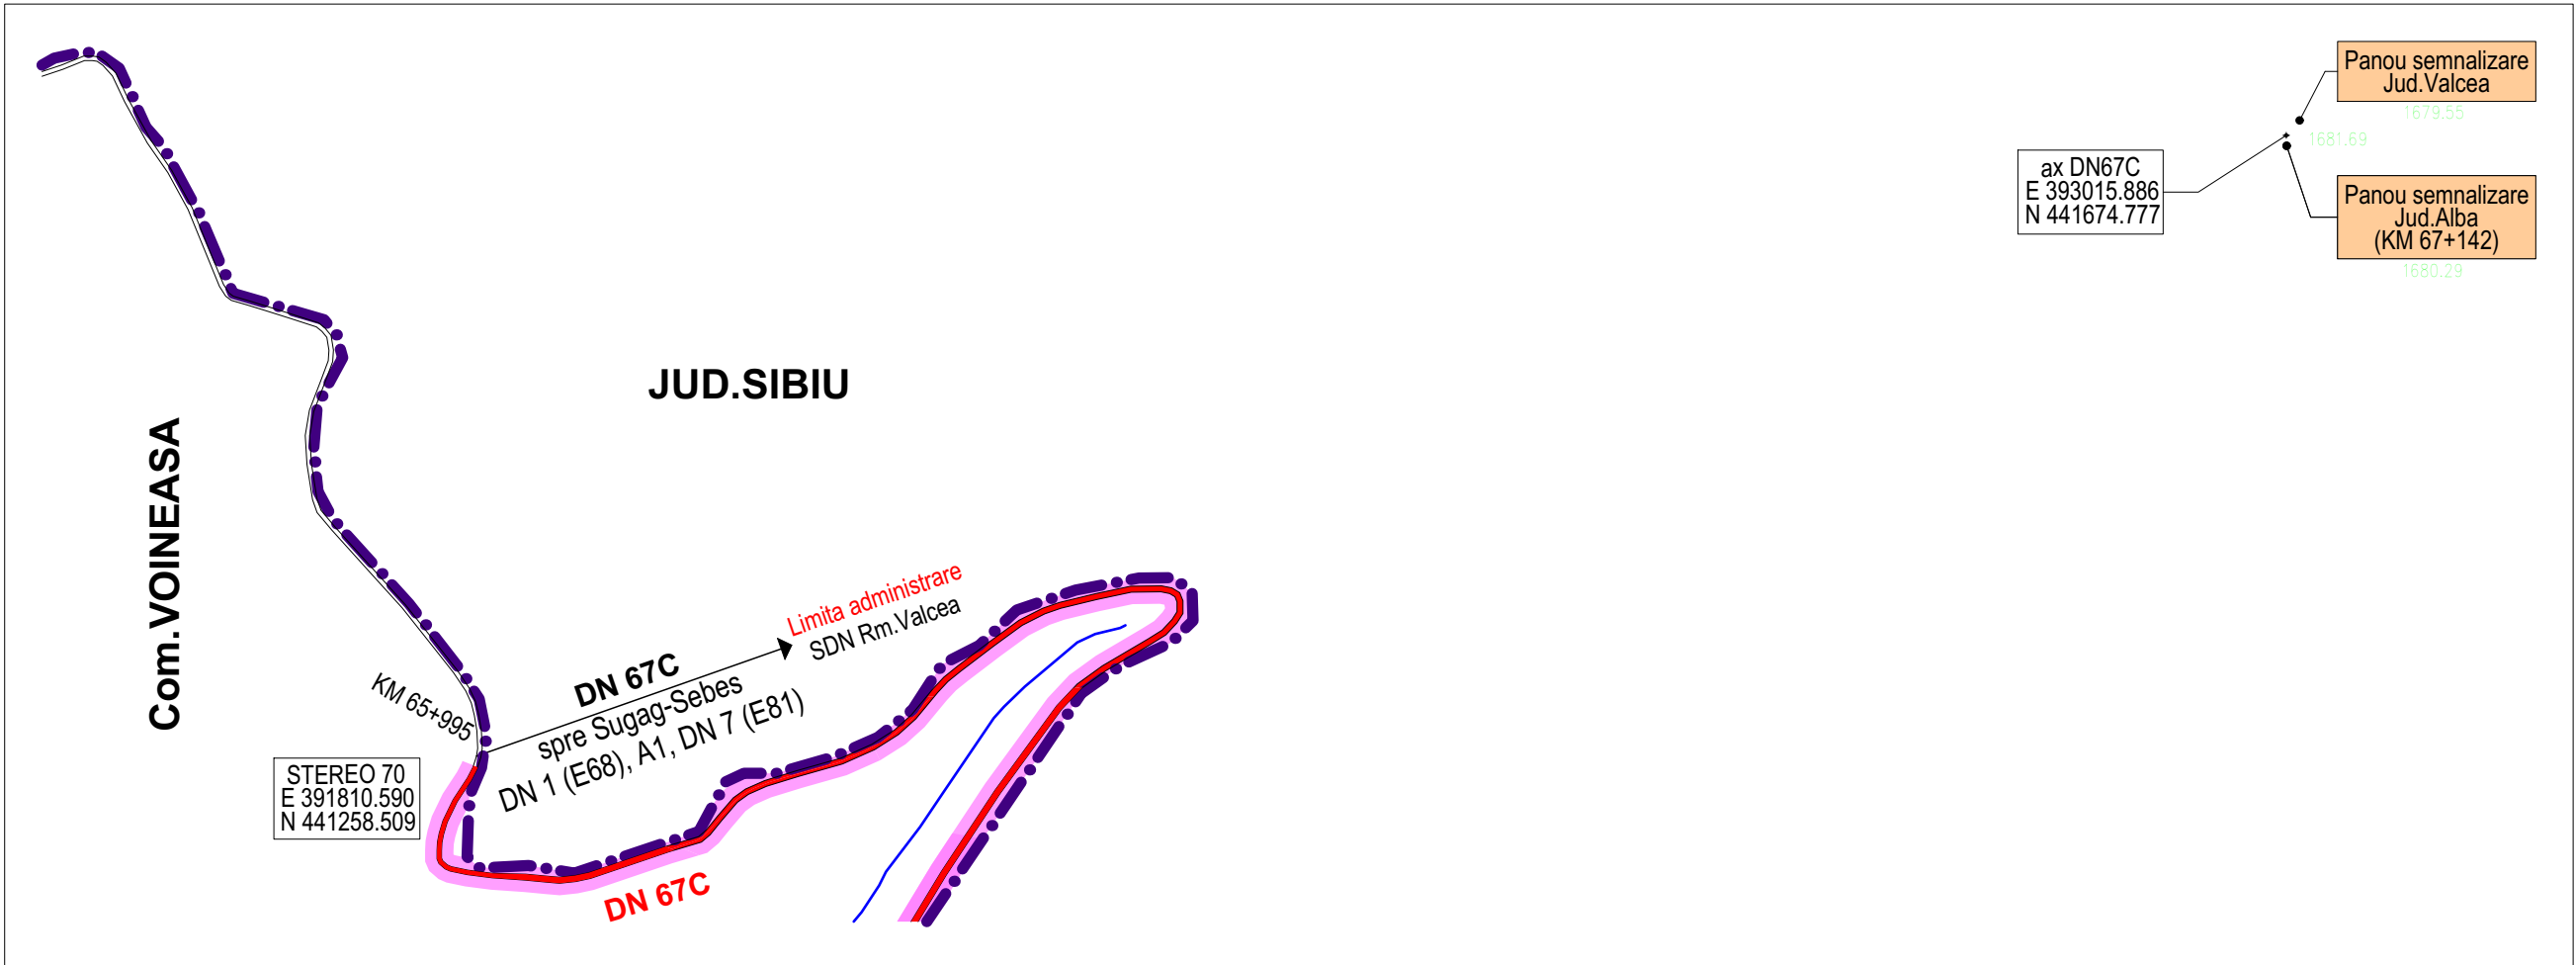 Panou semnalizare
Jud.Valcea
1679.55
1681.69
ax DN67C
E 393015.886
N 441674.777
Panou semnalizare
Jud.Alba
(KM 67+142)
1680.29
JUD.SIBIU
Com.VOINEASA
Limita administrare
SDN Rm.Valcea
DN 67C
spre Sugag-Sebes
DN 1 (E68), A1, DN 7 (E81)
KM 65+995
STEREO 70
E 391810.590
N 441258.509
DN 67C